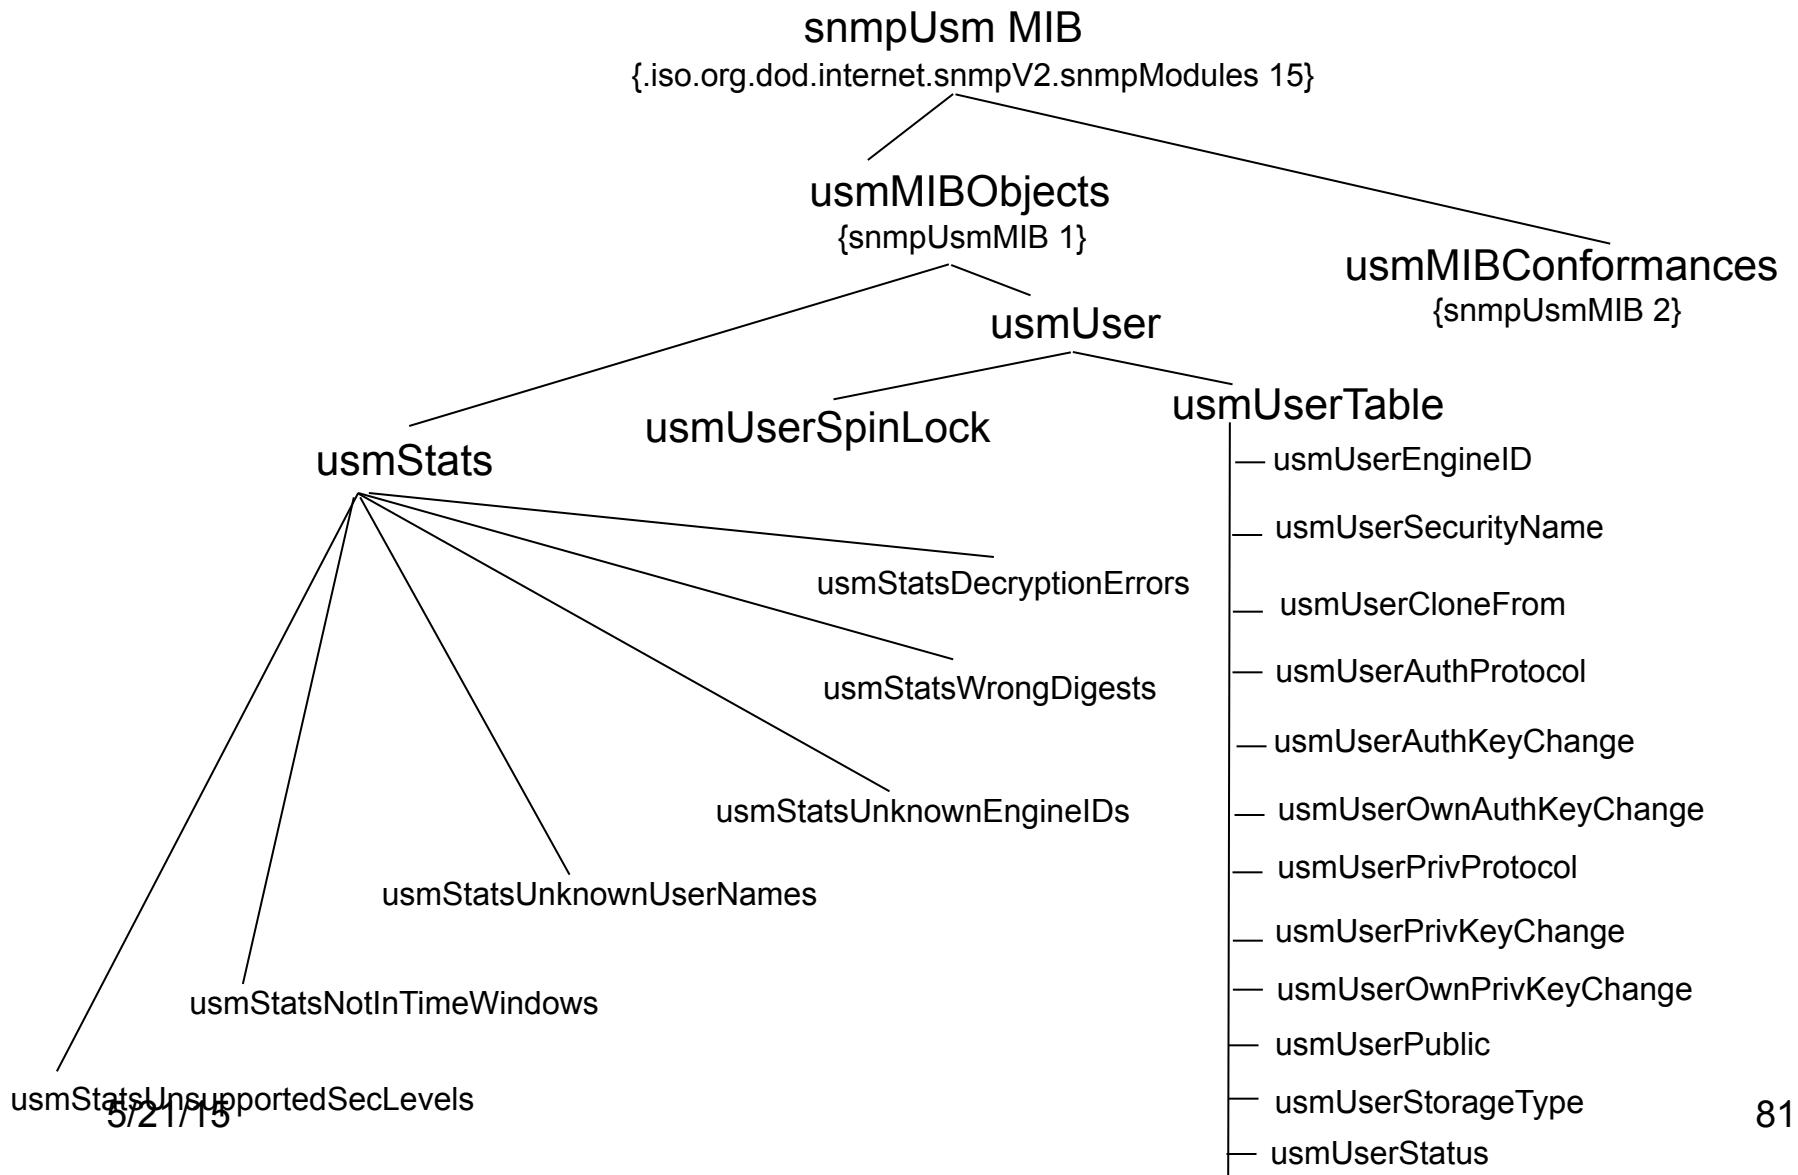 snmpUsm MIB
{.iso.org.dod.internet.snmpV2.snmpModules 15}
usmMIBObjects
{snmpUsmMIB 1}
usmMIBConformances
{snmpUsmMIB 2}
usmUser
usmUserSpinLock
usmUserTable
usmStats
usmUserEngineID
usmUserSecurityName
usmUserCloneFrom
usmUserAuthProtocol
usmUserAuthKeyChange
usmUserOwnAuthKeyChange
usmUserPrivProtocol
usmUserPrivKeyChange
usmUserOwnPrivKeyChange
usmUserPublic
usmUserStorageType
usmUserStatus
usmStatsDecryptionErrors
usmStatsWrongDigests
usmStatsUnknownEngineIDs
usmStatsUnknownUserNames
usmStatsNotInTimeWindows
usmStatsUnsupportedSecLevels
5/21/15
81